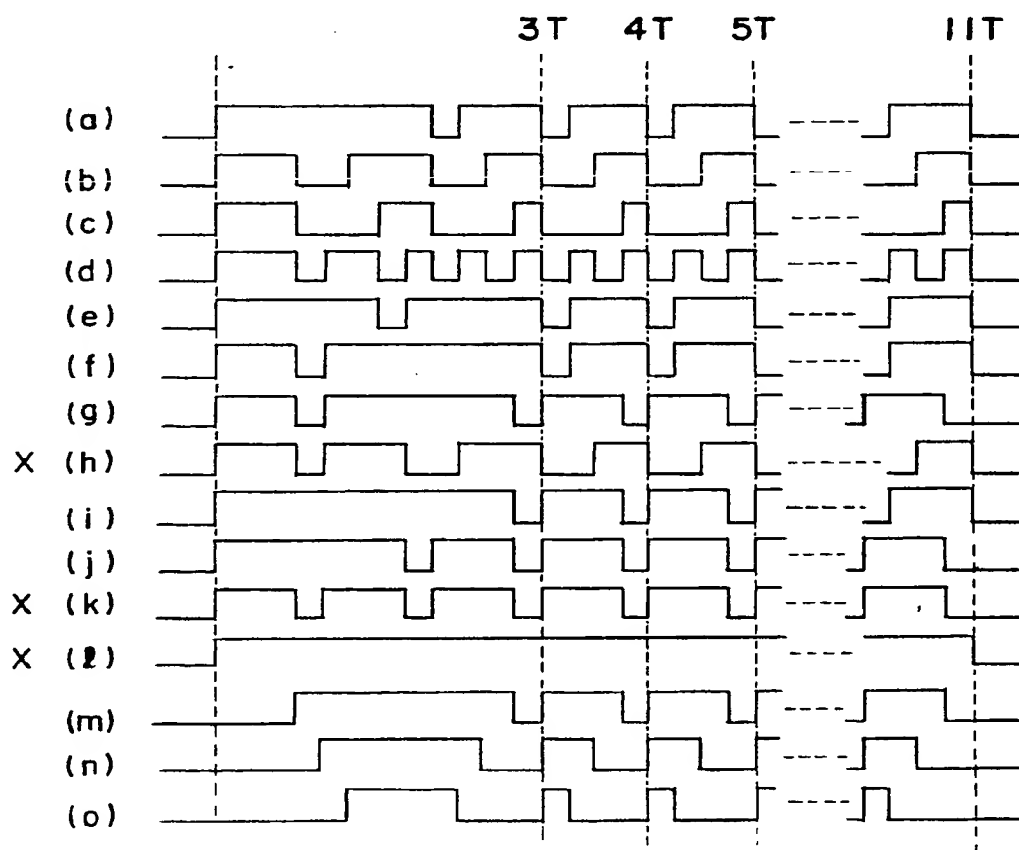 3T 4T 5T 11T
(a)
(b)
(c)
(d)
(e)
(f)
(g)
X (h)
(i)
(j)
X (k)
X (ℓ)
(m)
(n)
(o)